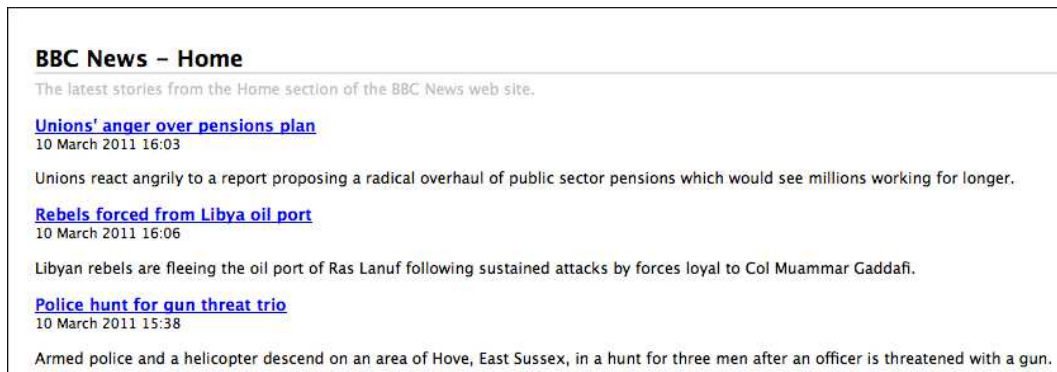 BBC News – Home
The latest stories from the Home section of the BBC News web site.
Unions' anger over pensions plan
10 March 2011 16:03
Unions react angrily to a report proposing a radical overhaul of public sector pensions which would see millions working for longer.
Rebels forced from Libya oil port
10 March 2011 16:06
Libyan rebels are fleeing the oil port of Ras Lanuf following sustained attacks by forces loyal to Col Muammar Gaddafi.
Police hunt for gun threat trio
10 March 2011 15:38
Armed police and a helicopter descend on an area of Hove, East Sussex, in a hunt for three men after an officer is threatened with a gun.